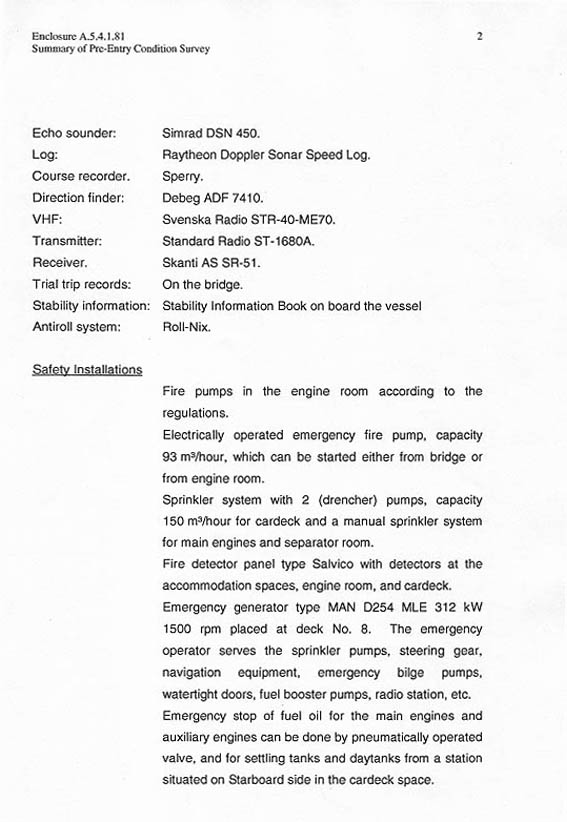 Enclosure A.5.4.1.81 2
Summary of Pre-Entry Condition Survey
Echo sounder: Simrad DSN 450.
Log: Raytheon Doppler Sonar Speed Log.
Course recorder. Sperry.
Direction finder: Debeg ADF 7410.
VHF: Svenska Radio STR-40-ME70.
Transmitter: Standard Radio ST-1680A.
Receiver. Skanti AS SR-51.
Trial trip records: On the bridge.
Stability information: Stability Information Book on board the vessel
Antiroll system: Roll-Nix.
Safety Installations
Fire pumps in the engine room according to the
regulations.
Electrically operated emergency fire pump, capacity
93 m³/hour, which can be started either from bridge or
from engine room.
Sprinkler system with 2 (drencher) pumps, capacity
150 m³/hour for cardeck and a manual sprinkler system
for main engines and separator room.
Fire detector panel type Salvico with detectors at the
accommodation spaces, engine room, and cardeck.
Emergency generator type MAN D254 MLE 312 kW
1500 rpm placed at deck No. 8. The emergency
operator serves the sprinkler pumps, steering gear,
navigation equipment, emergency bilge pumps,
watertight doors, fuel booster pumps, radio station, etc.
Emergency stop of fuel oil for the main engines and
auxiliary engines can be done by pneumatically operated
valve, and for settling tanks and daytanks from a station
situated on Starboard side in the cardeck space.